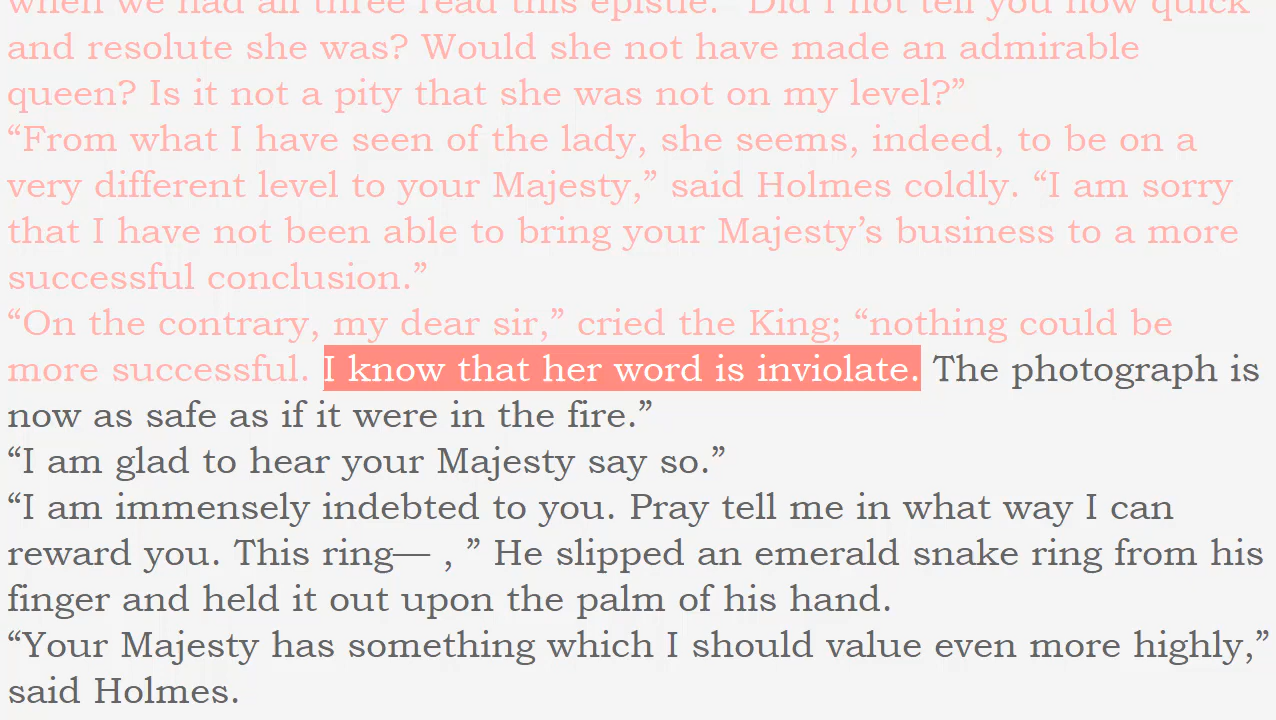 when we had all three read this epistle. “Did I not tell you how quick
and resolute she was? Would she not have made an admirable
queen? Is it not a pity that she was not on my level?”
“From what I have seen of the lady, she seems, indeed, to be on a
very different level to your Majesty,” said Holmes coldly. “I am sorry
that I have not been able to bring your Majesty’s business to a more
successful conclusion.”
“On the contrary, my dear sir,” cried the King; “nothing could be
more successful. I know that her word is inviolate. The photograph is
now as safe as if it were in the fire.”
“I am glad to hear your Majesty say so.”
“I am immensely indebted to you. Pray tell me in what way I can
reward you. This ring— , ” He slipped an emerald snake ring from his
finger and held it out upon the palm of his hand.
“Your Majesty has something which I should value even more highly,”
said Holmes.